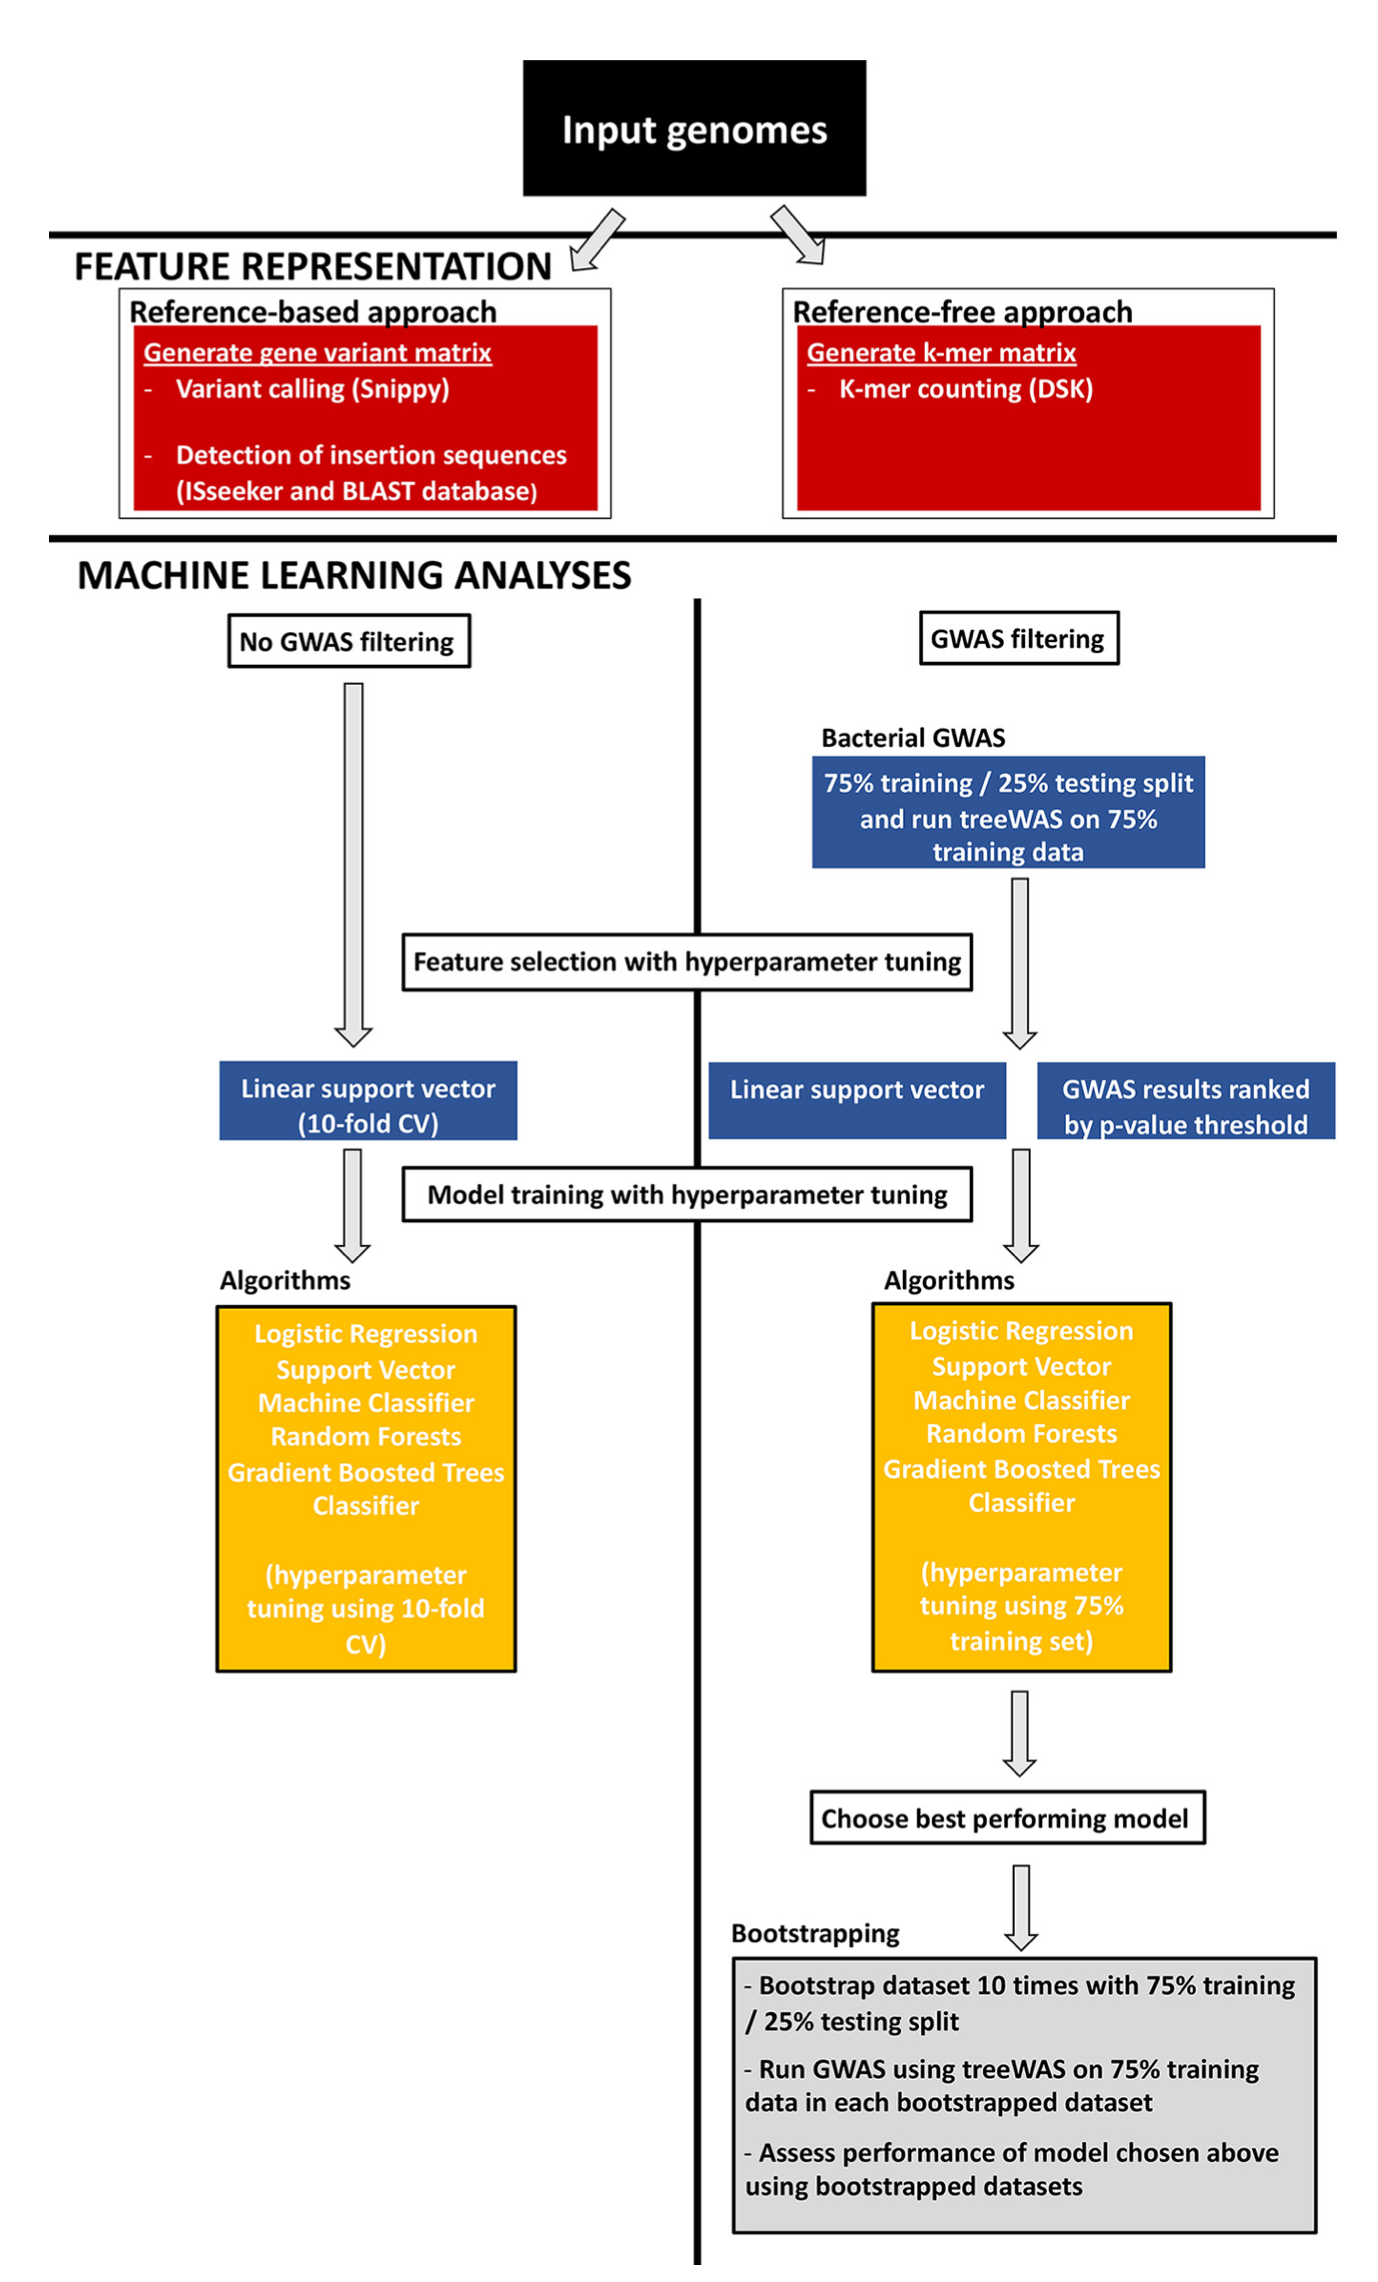 Input genomes
FEATURE REPRESENTATION
Reference-based approach
Generate gene variant matrix
- Variant calling (Snippy)
- Detection of insertion sequences
(ISseeker and BLAST database)
Reference-free approach
Generate k-mer matrix
- K-mer counting (DSK)
MACHINE LEARNING ANALYSES
No GWAS filtering
GWAS filtering
Bacterial GWAS
75% training / 25% testing split
and run treeWAS on 75%
training data
Feature selection with hyperparameter tuning
Linear support vector
(10-fold CV)
Linear support vector
GWAS results ranked
by p-value threshold
Model training with hyperparameter tuning
Algorithms
Logistic Regression
Support Vector
Machine Classifier
Random Forests
Gradient Boosted Trees
Classifier
(hyperparameter
tuning using 10-fold
CV)
Algorithms
Logistic Regression
Support Vector
Machine Classifier
Random Forests
Gradient Boosted Trees
Classifier
(hyperparameter
tuning using 75%
training set)
Choose best performing model
Bootstrapping
- Bootstrap dataset 10 times with 75% training
/ 25% testing split
- Run GWAS using treeWAS on 75% training
data in each bootstrapped dataset
- Assess performance of model chosen above
using bootstrapped datasets